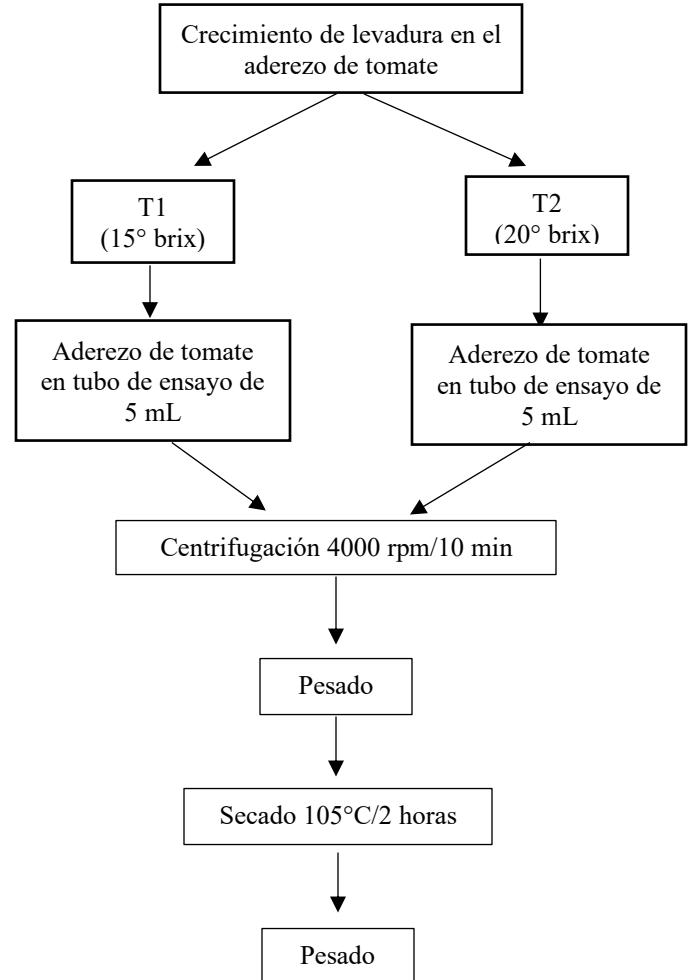 Crecimiento de levadura en el
aderezo de tomate
T1
(15° brix)
T2
(20° brix)
Aderezo de tomate
en tubo de ensayo de
5 mL
Aderezo de tomate
en tubo de ensayo de
5 mL
Centrifugación 4000 rpm/10 min
Pesado
Secado 105°C/2 horas
Pesado